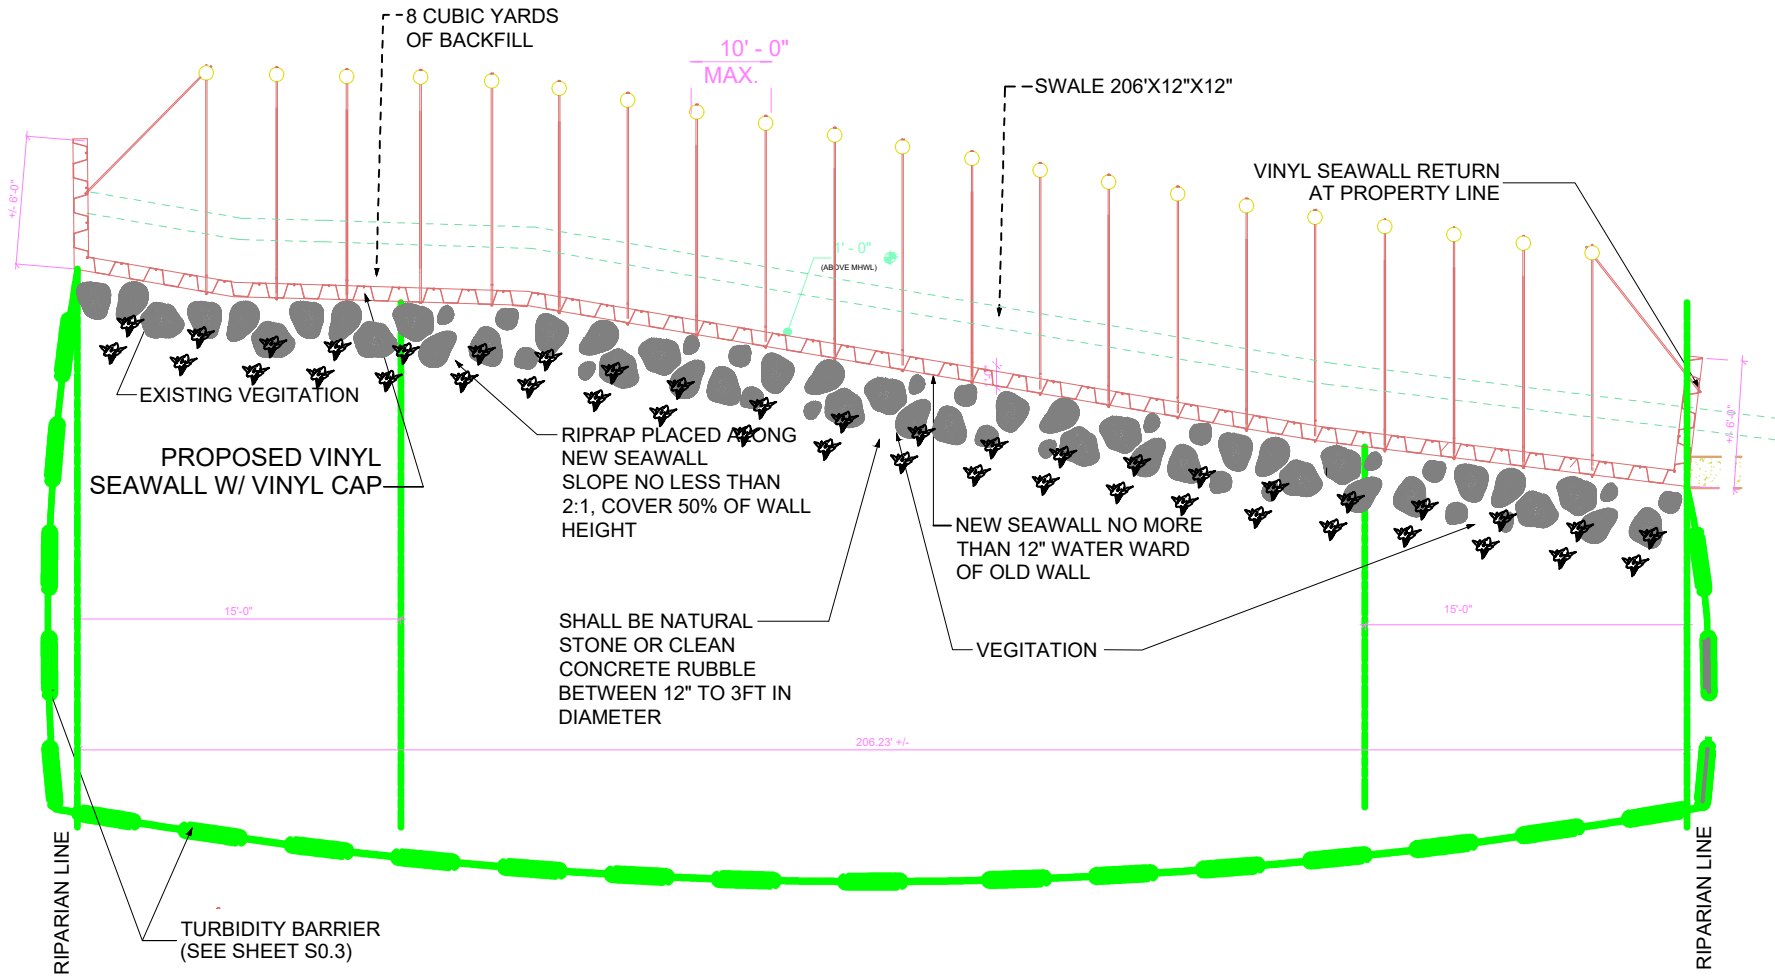 8 CUBIC YARDS
OF BACKFILL
10' - 0"
MAX.
SWALE 206'X12"X12"
VINYL SEAWALL RETURN
AT PROPERTY LINE
+/- 6'-0"
1' - 0"
(ABOVE MHWL)
EXISTING VEGITATION
PROPOSED VINYL
SEAWALL W/ VINYL CAP
RIPRAP PLACED ALONG
NEW SEAWALL
SLOPE NO LESS THAN
2:1, COVER 50% OF WALL
HEIGHT
+/- 6'-0"
NEW SEAWALL NO MORE
THAN 12" WATER WARD
OF OLD WALL
15'-0"
15'-0"
SHALL BE NATURAL
STONE OR CLEAN
CONCRETE RUBBLE
BETWEEN 12" TO 3FT IN
DIAMETER
VEGITATION
206.23' +/-
RIPARIAN LINE
RIPARIAN LINE
TURBIDITY BARRIER
(SEE SHEET S0.3)